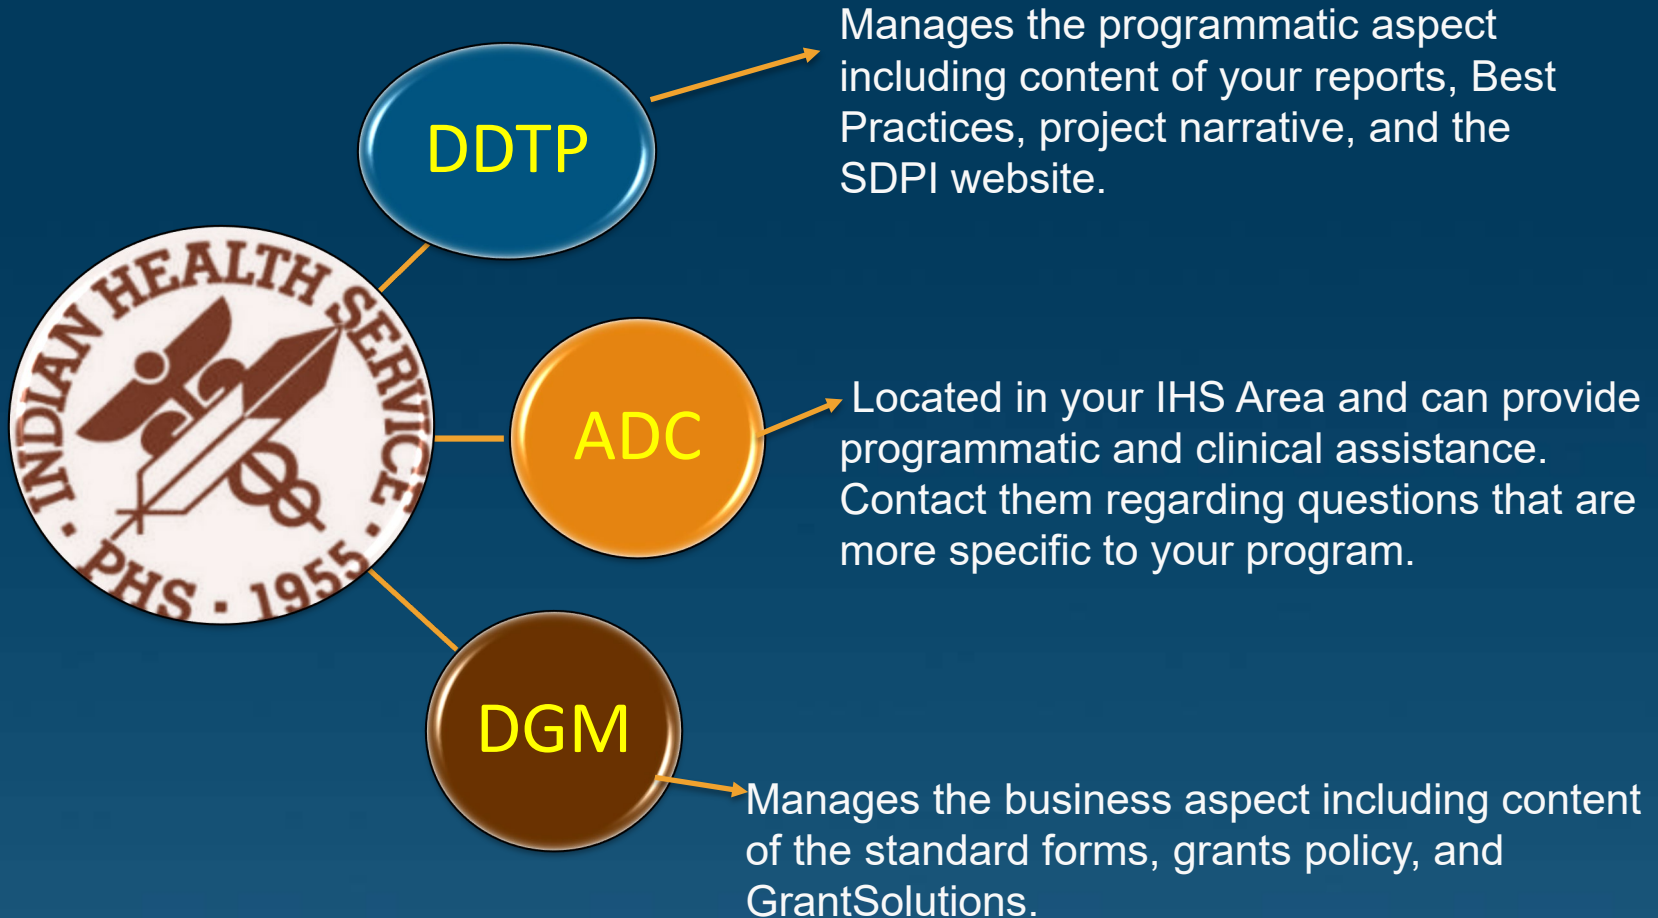 DDTP
Manages the programmatic aspect
including content of your reports, Best
Practices, project narrative, and the
SDPI website.
INDIAN HEALTH SERVICE · PHS · 1955 ·
ADC
Located in your IHS Area and can provide
programmatic and clinical assistance.
Contact them regarding questions that are
more specific to your program.
DGM
Manages the business aspect including content
of the standard forms, grants policy, and
GrantSolutions.